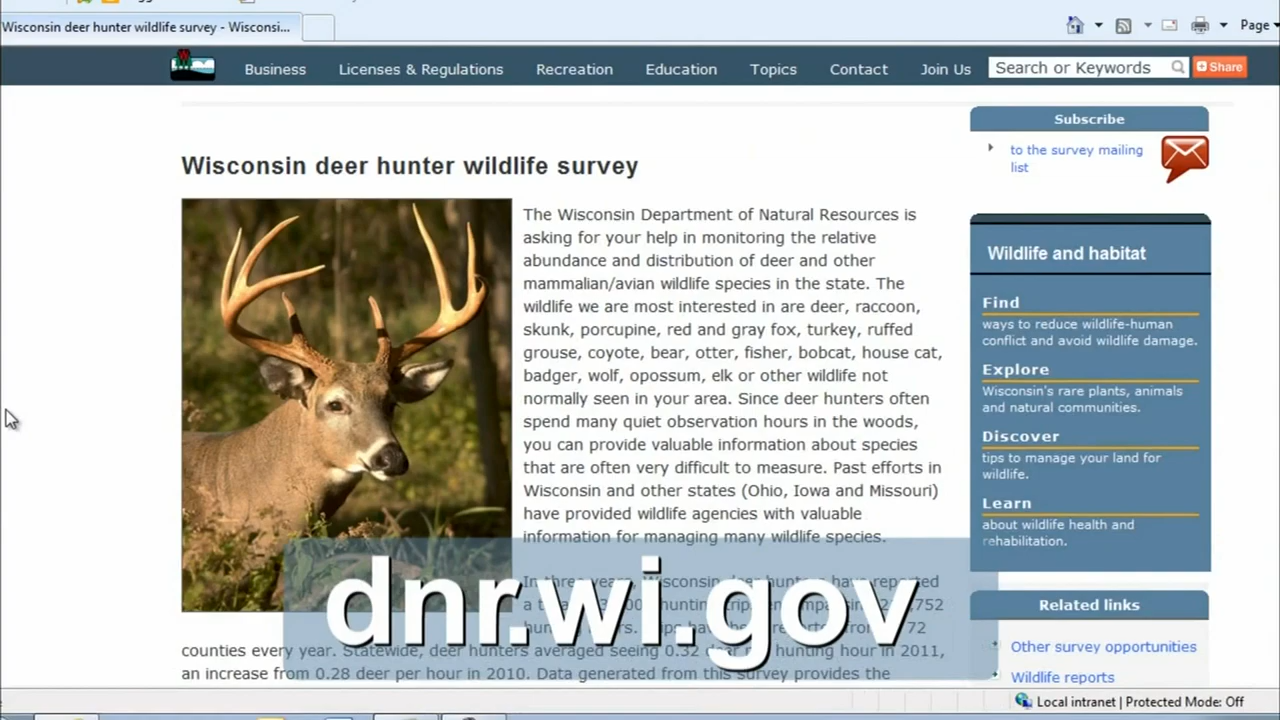 Wisconsin deer hunter wildlife survey - Wisconsi...
Page
Business Licenses & Regulations Recreation Education Topics Contact Join Us Search or Keywords Share
Subscribe
to the survey mailing
list
Wisconsin deer hunter wildlife survey
The Wisconsin Department of Natural Resources is
asking for your help in monitoring the relative
abundance and distribution of deer and other
mammalian/avian wildlife species in the state. The
wildlife we are most interested in are deer, raccoon,
skunk, porcupine, red and gray fox, turkey, ruffed
grouse, coyote, bear, otter, fisher, bobcat, house cat,
badger, wolf, opossum, elk or other wildlife not
normally seen in your area. Since deer hunters often
spend many quiet observation hours in the woods,
you can provide valuable information about species
that are often very difficult to measure. Past efforts in
Wisconsin and other states (Ohio, Iowa and Missouri)
have provided wildlife agencies with valuable
information for managing many wildlife species.
In three years, Wisconsin deer hunters have reported
a
72
counties every year. Statewide, deer hunters averaged seeing 0.32 deer per hunting hour in 2011,
an increase from 0.28 deer per hour in 2010. Data generated from this survey provides the
dnr.wi.gov
Wildlife and habitat
Find
ways to reduce wildlife-human
conflict and avoid wildlife damage.
Explore
Wisconsin's rare plants, animals
and natural communities.
Discover
tips to manage your land for
wildlife.
Learn
about wildlife health and
rehabilitation.
Related links
Other survey opportunities
Wildlife reports
Local intranet | Protected Mode: Off